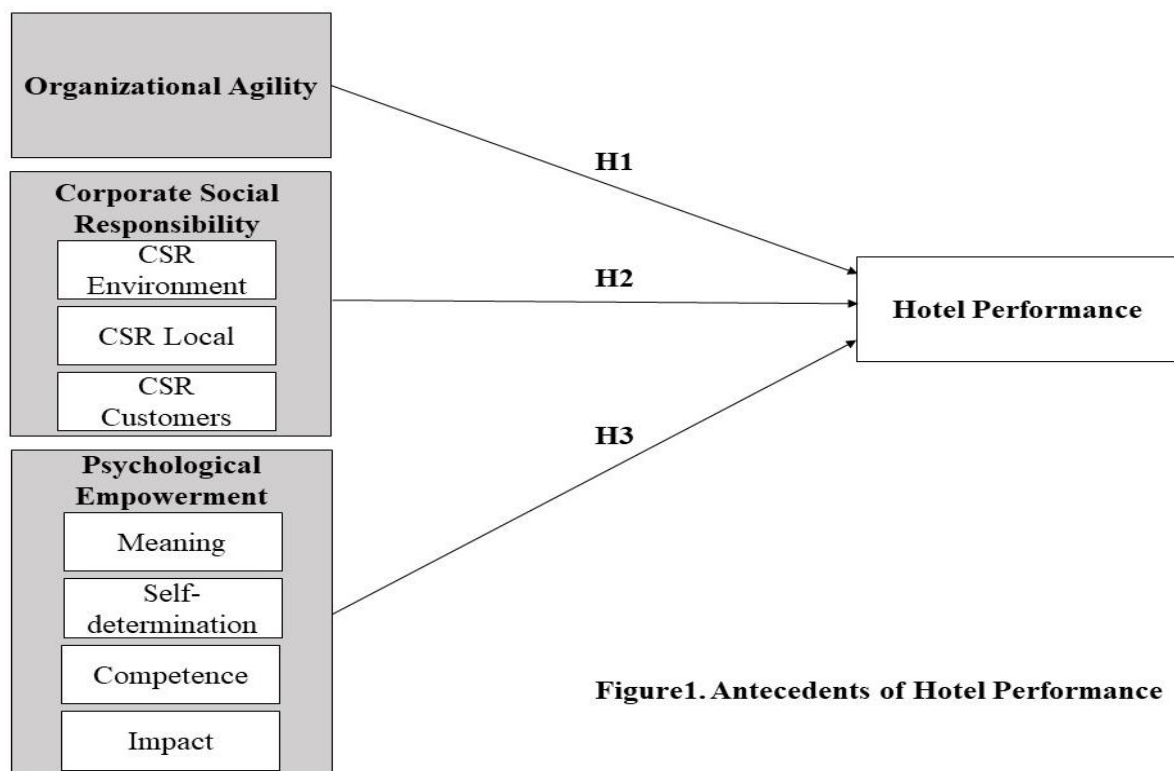 Organizational Agility
H1
Corporate Social
Responsibility
CSR
Environment
CSR Local
CSR
Customers
H2
Hotel Performance
Psychological
Empowerment
Meaning
Self-
determination
Competence
Impact
H3
Figure1. Antecedents of Hotel Performance